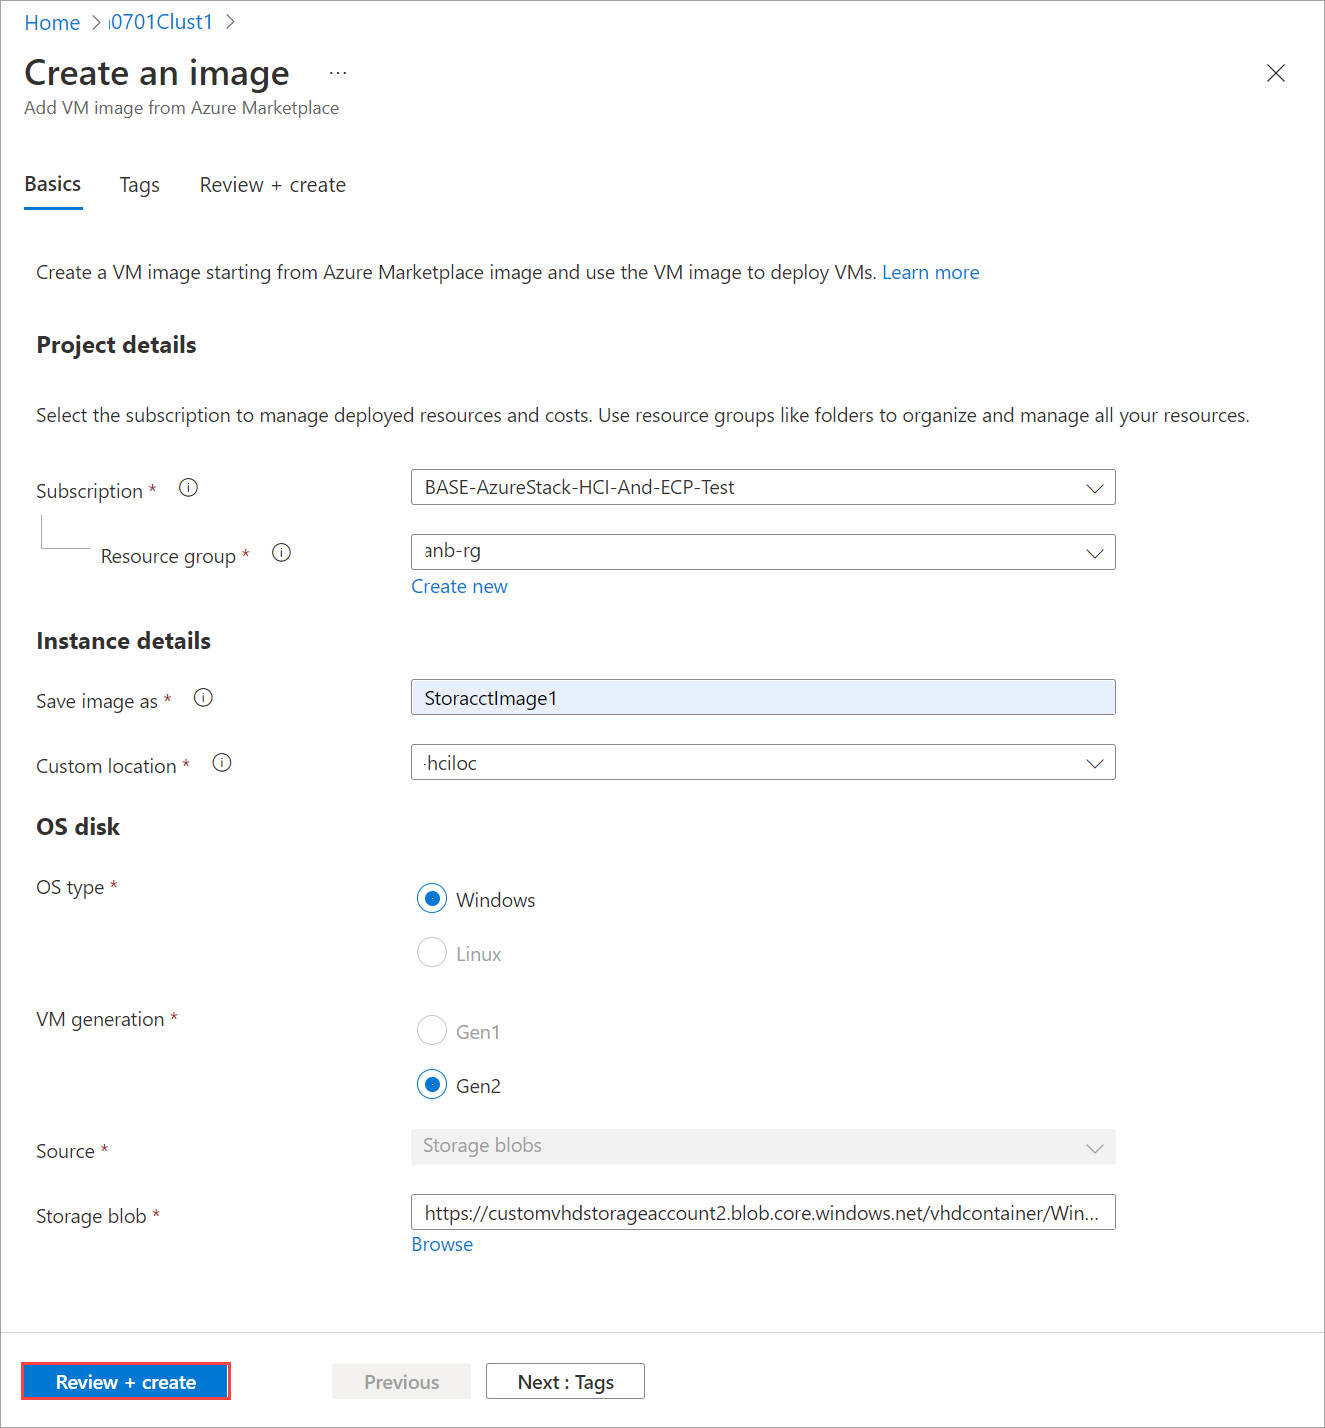 Home > 0701Clust1 >
Create an image ...
Add VM image from Azure Marketplace
Basics Tags Review + create
Create a VM image starting from Azure Marketplace image and use the VM image to deploy VMs. Learn more
Project details
Select the subscription to manage deployed resources and costs. Use resource groups like folders to organize and manage all your resources.
Subscription * BASE-AzureStack-HCI-And-ECP-Test
Resource group * anb-rg
Create new
Instance details
Save image as * StoracctImage1
Custom location * -hciloc
OS disk
OS type *
Windows
Linux
VM generation *
Gen1
Gen2
Source * Storage blobs
Storage blob * https://customvhdstorageaccount2.blob.core.windows.net/vhdcontainer/Win...
Browse
Review + create Previous Next : Tags